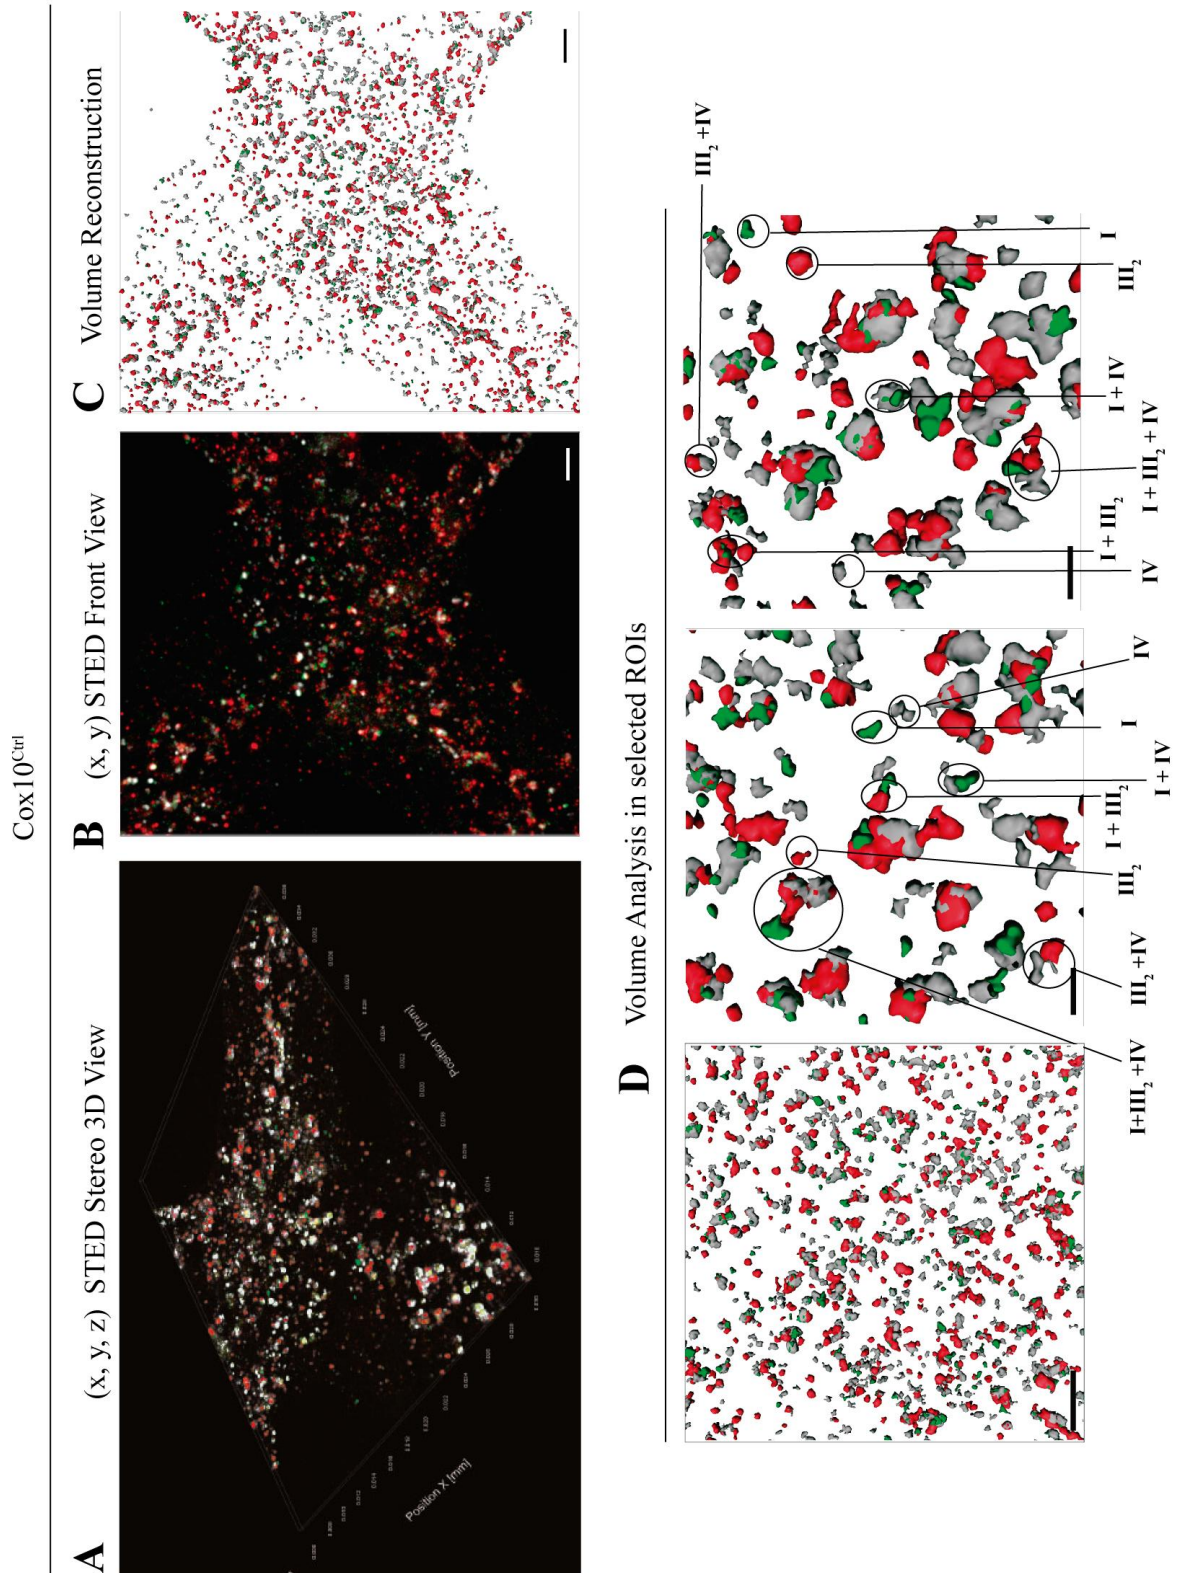 Cox10Ctrl
A
(x, y, z) STED Stereo 3D View
Position X [mm]
Position Y [mm]
B
(x, y) STED Front View
C
Volume Reconstruction
D
Volume Analysis in selected ROIs
I+III2 +IV
III2 +IV
III2
I + III2
I + IV
I
IV
III2 +IV
IV
I + III2
I + III2 + IV
I + IV
III2
I